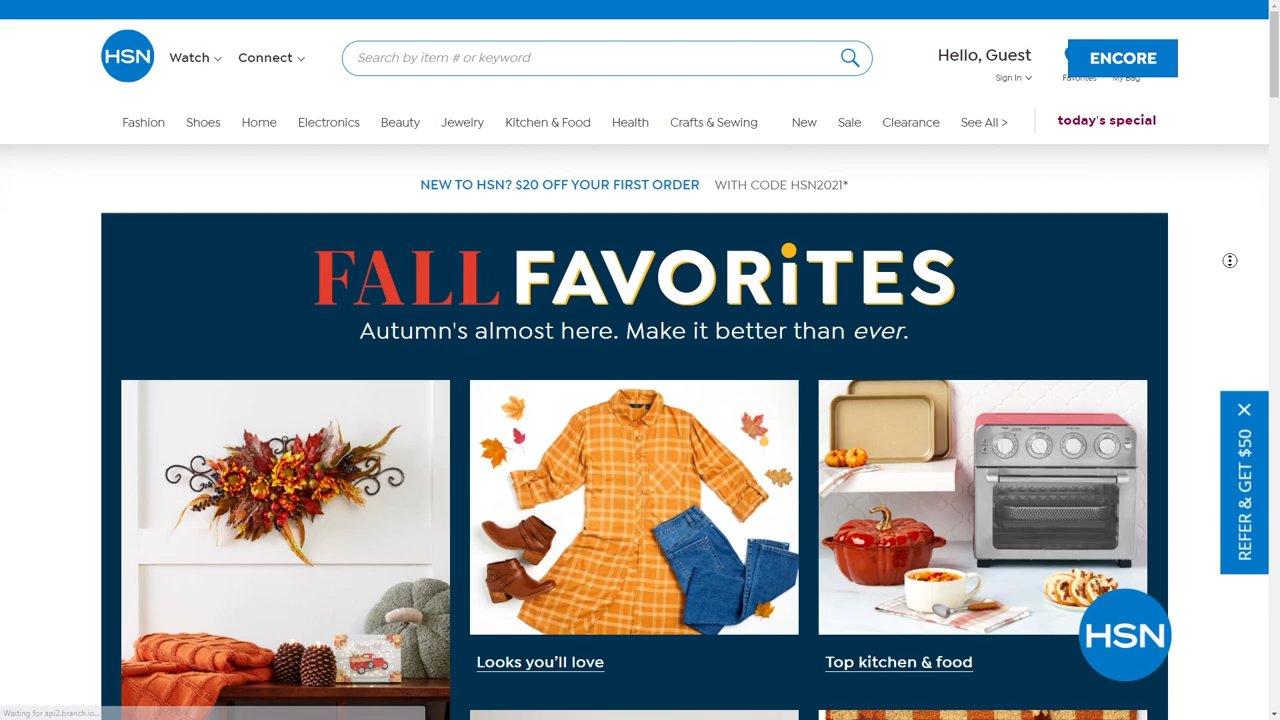 HSN
Watch
Connect
Search by item # or keyword
Hello, Guest
Sign In
ENCORE
Favorites
My Bag
Fashion
Shoes
Home
Electronics
Beauty
Jewelry
Kitchen & Food
Health
Crafts & Sewing
New
Sale
Clearance
See All >
today's special
NEW TO HSN? $20 OFF YOUR FIRST ORDER WITH CODE HSN2021*
FALL FAVORiTES
Autumn's almost here. Make it better than ever.
REFER & GET $50
Looks you'll love
Top kitchen & food
HSN
Waiting for api2.branch.io...